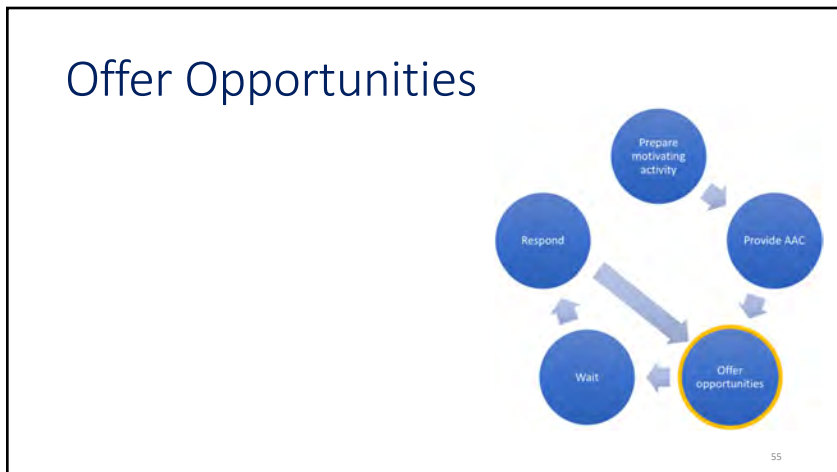 Offer Opportunities
Prepare
motivating
activity
Respond
Provide AAC
Wait
Offer
opportunities
55